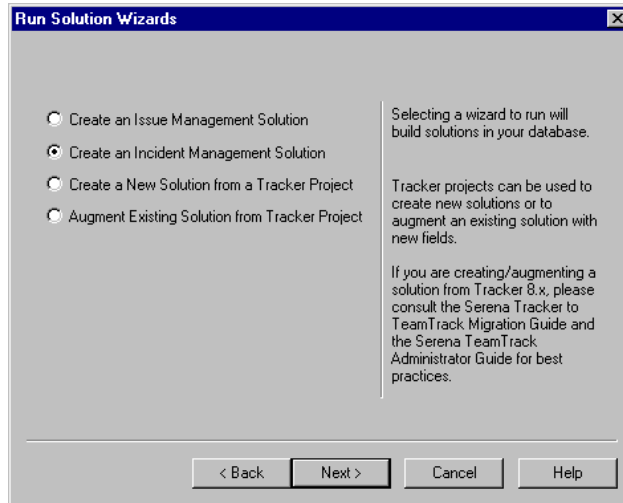 Run Solution Wizards
Create an Issue Management Solution
Create an Incident Management Solution
Create a New Solution from a Tracker Project
Augment Existing Solution from Tracker Project
Selecting a wizard to run will
build solutions in your database.
Tracker projects can be used to
create new solutions or to
augment an existing solution with
new fields.
If you are creating/augmenting a
solution from Tracker 8.x, please
consult the Serena Tracker to
TeamTrack Migration Guide and
the Serena TeamTrack
Administrator Guide for best
practices.
< Back
Next >
Cancel
Help